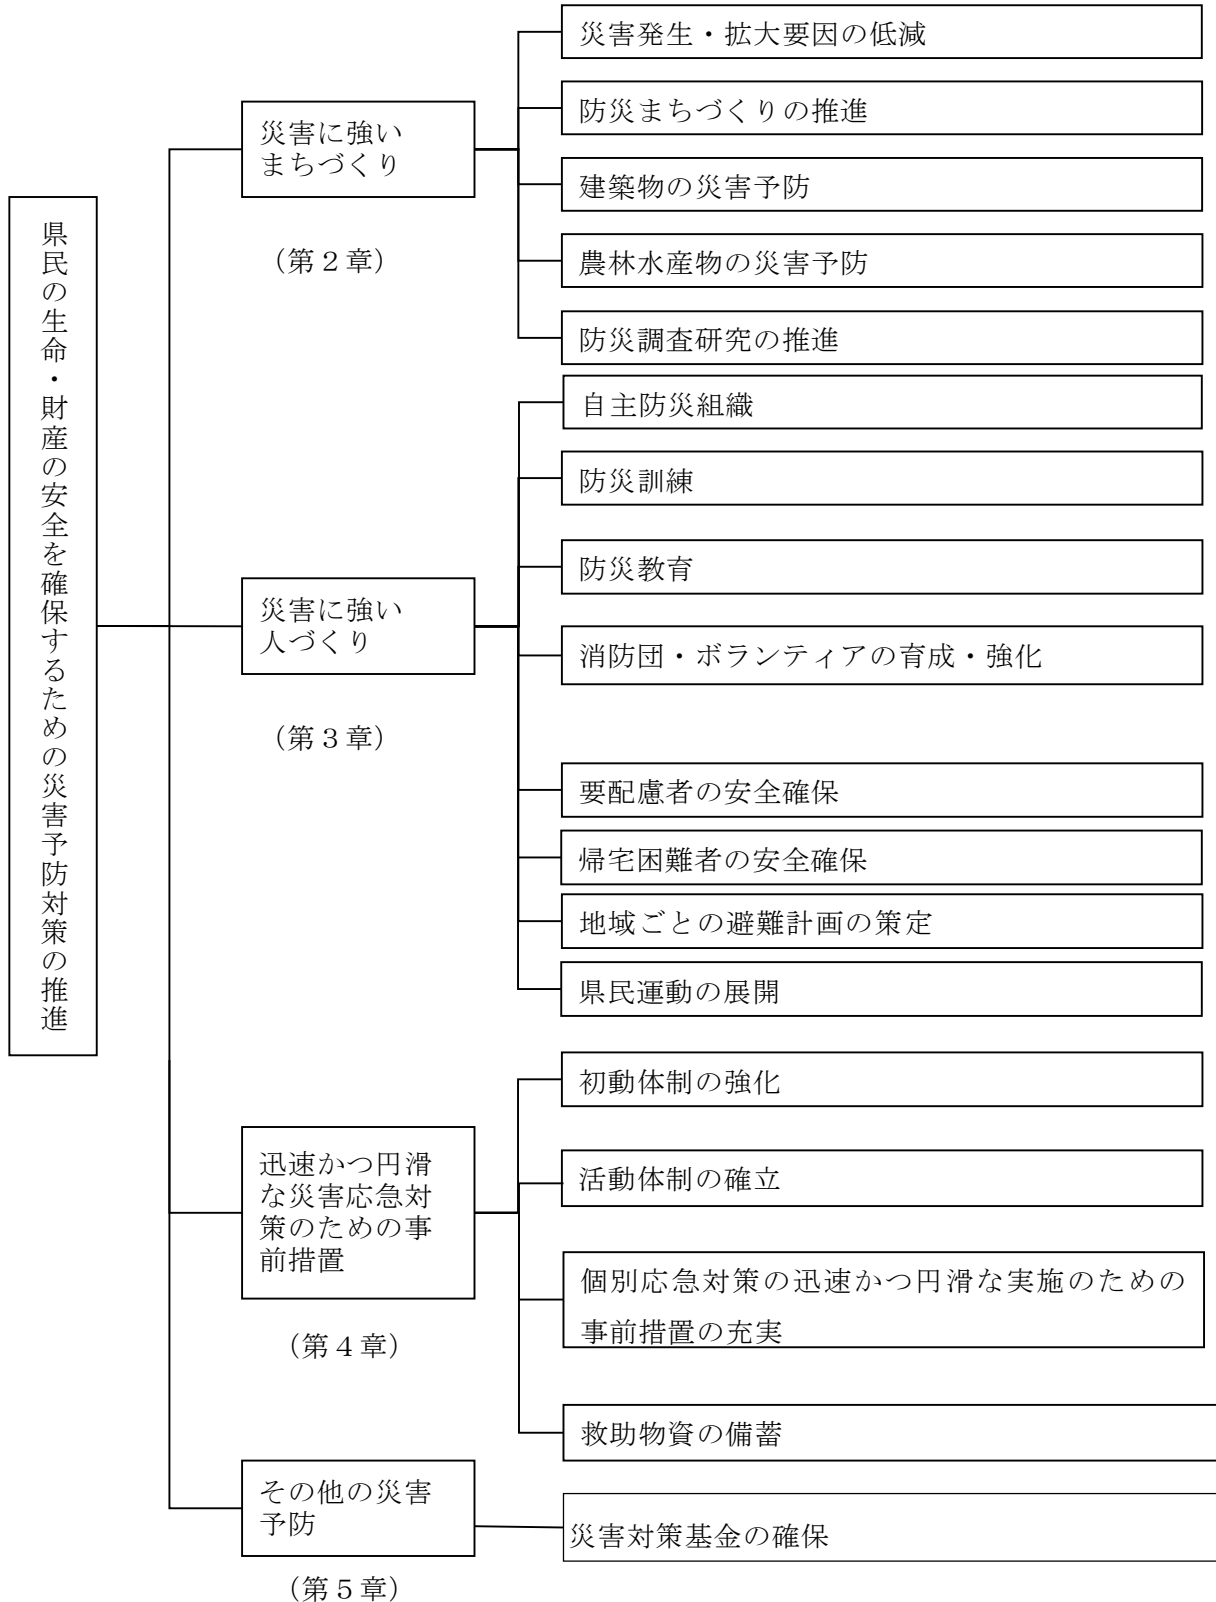 県民の生命・財産の安全を確保するための災害予防対策の推進
災害に強い
まちづくり
（第２章）
災害発生・拡大要因の低減
防災まちづくりの推進
建築物の災害予防
農林水産物の災害予防
防災調査研究の推進
災害に強い
人づくり
（第３章）
自主防災組織
防災訓練
防災教育
消防団・ボランティアの育成・強化
要配慮者の安全確保
帰宅困難者の安全確保
地域ごとの避難計画の策定
県民運動の展開
迅速かつ円滑
な災害応急対
策のための事
前措置
（第４章）
初動体制の強化
活動体制の確立
個別応急対策の迅速かつ円滑な実施のための
事前措置の充実
救助物資の備蓄
その他の災害
予防
（第５章）
災害対策基金の確保